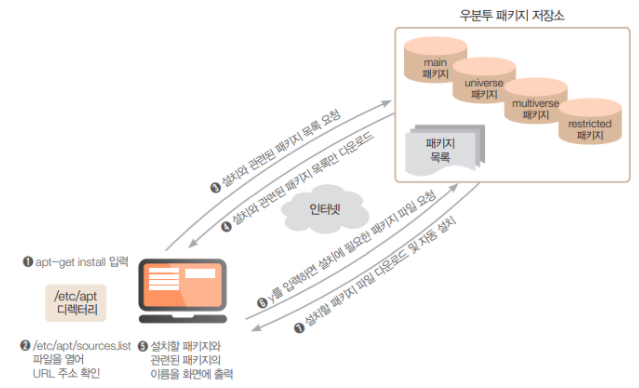 우분투 패키지 저장소
main
패키지
universe
패키지
multiverse
패키지
restricted
패키지
패키지
목록
❸ 설치와 관련된 패키지 목록 요청
❹ 설치와 관련된 패키지 목록만 다운로드
인터넷
❶ apt-get install 입력
/etc/apt
디렉터리
❷ /etc/apt/sources.list
파일을 열어
URL 주소 확인
❺ 설치할 패키지와
관련된 패키지의
이름을 화면에 출력
❻ y를 입력하면 설치에 필요한 패키지 파일 요청
❼ 설치할 패키지 파일 다운로드 및 자동 설치